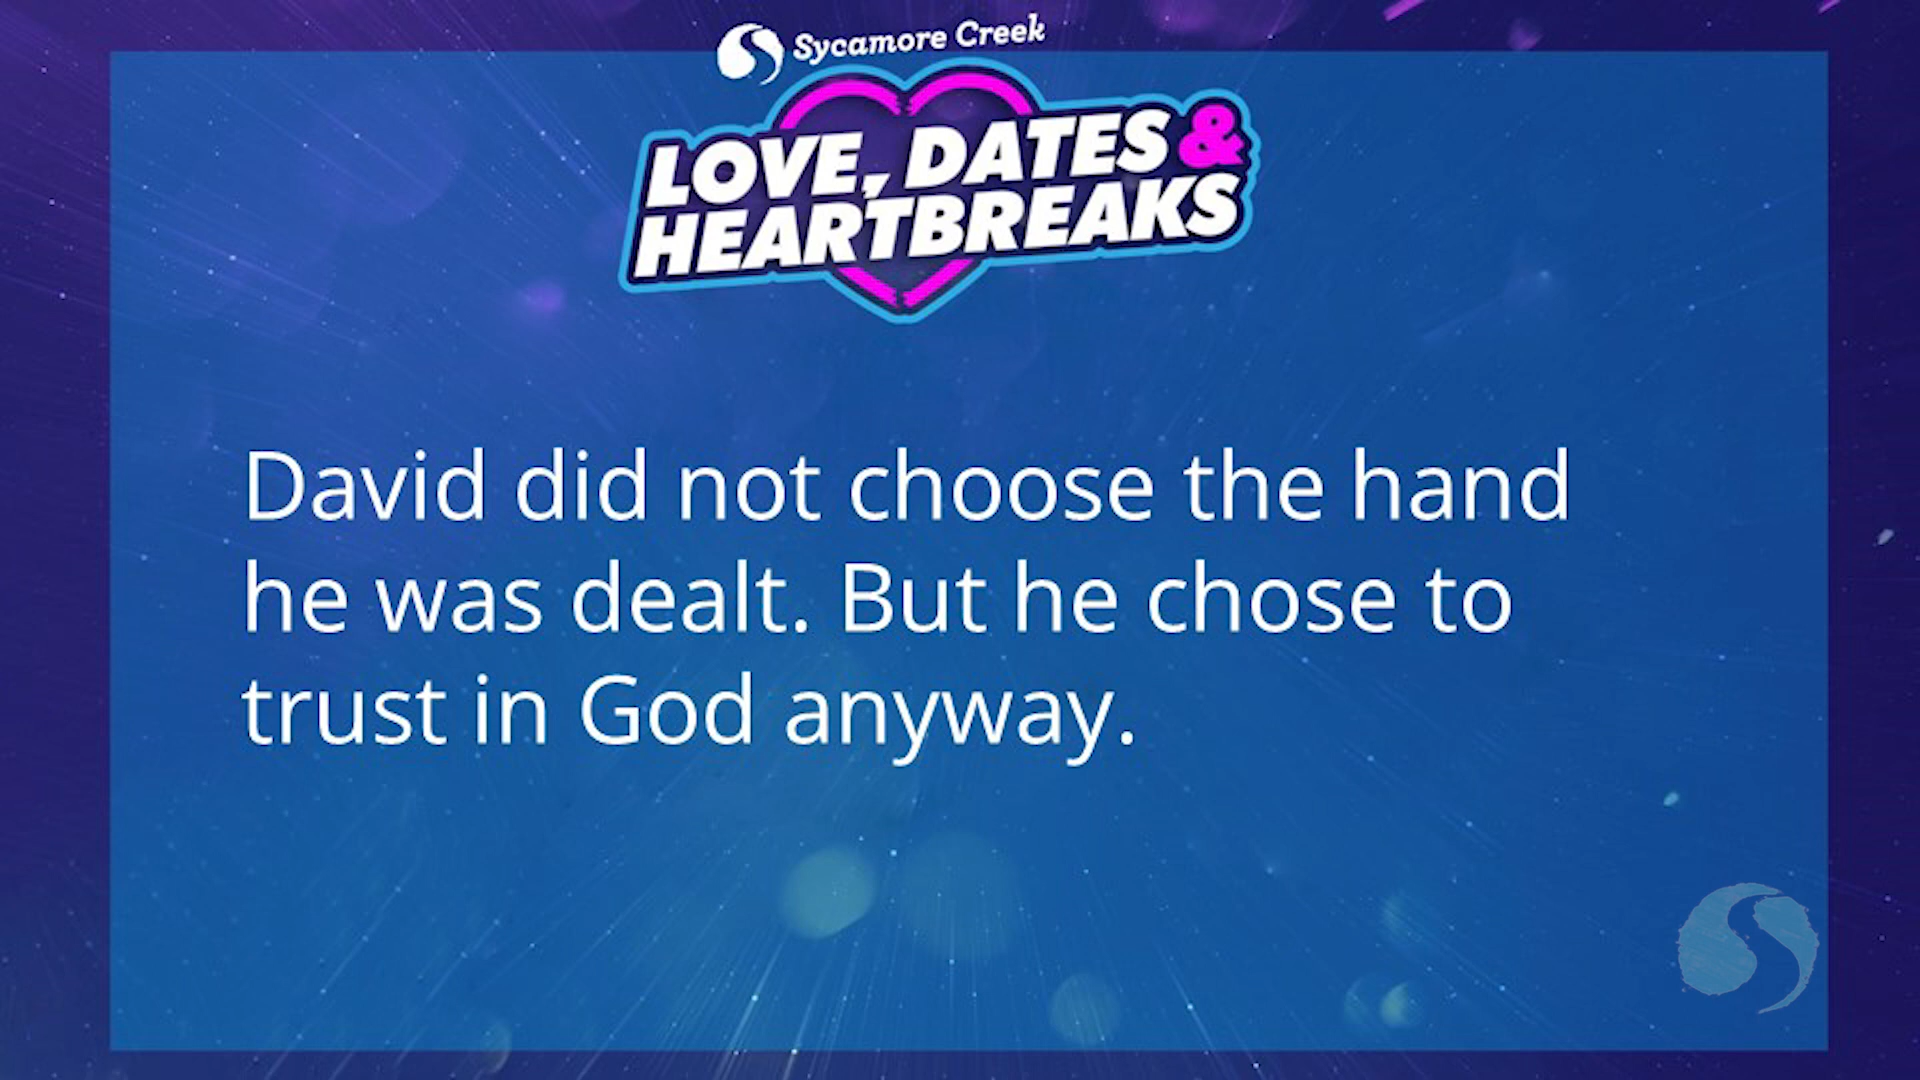 Sycamore Creek
LOVE, DATES &
HEARTBREAKS
David did not choose the hand
he was dealt. But he chose to
trust in God anyway.